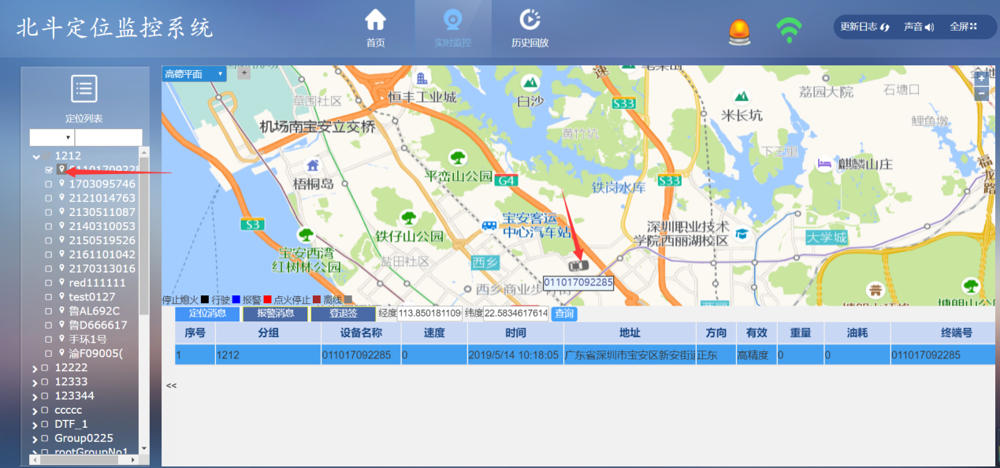 北斗定位监控系统
首页
实时监控
历史回放
更新日志
声音
全屏
定位列表
1212
011017092285
1703095746
2121014763
2130511087
2140310053
2150519526
2161101042
2170313016
red111111
test0127
鲁AL692C
鲁D666617
手环1号
渝F09005(
12222
12333
123344
ccccc
DTF_1
Group0225
rootGroupNo1
高德平面
+
草围社区
恒丰工业城
白沙
S33
荔园大院
石塘口
米长坑
鲤鱼墩
机场南宝安立交桥
黄竹坑
下王里
麒麟山庄
福龙路
平峦山公园
G4
铁岗水库
S33
梧桐岛
S3
铁仔山公园
宝安客运
中心汽车站
深圳职业技术
学院西丽湖校区
大学城
宝安西湾
红树林公园
盐田社区
西乡
011017092285
西乡商业步行街
停止熄火 行驶 报警 点火停止 离线
定位消息
报警消息
登退签
经度 113.850181109
纬度 22.5834617614
查询
序号 分组 设备名称 速度 时间 地址 方向 有效 重量 油耗 终端号
1 1212 011017092285 0 2019/5/14 10:18:05 广东省深圳市宝安区新安街道 正东 高精度 0 0 011017092285
<<